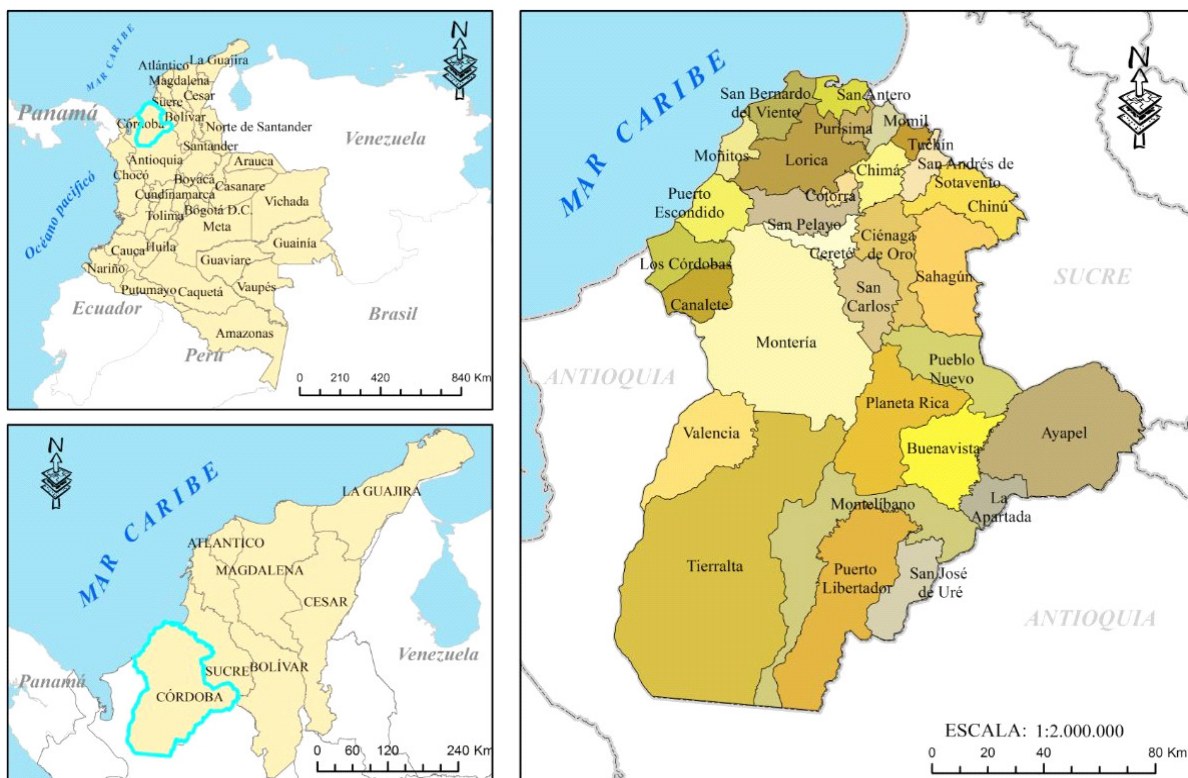 MAR CARIBE
N
La Guajira
Atlántico
Magdalena
Cesar
Panamá
Sucre
Bolívar
Córdoba
Norte de Santander
Venezuela
Santander
Antioquia
Arauca
Chocó
Boyacá
Casanare
Cundinamarca
Océano pacificó
Bogotá D.C.
Vichada
Tolima
Meta
Cauca
Huila
Guainía
Nariño
Guaviare
Putumayo
Caquetá
Vaupés
Ecuador
Brasil
Amazonas
Perú
0 210 420 840 Km
N
MAR CARIBE
LA GUAJIRA
ATLANTICO
MAGDALENA
CESAR
SUCRE
BOLÍVAR
Venezuela
Panamá
CÓRDOBA
0 60 120 240 Km
MAR CARIBE
N
San Bernardo
del Viento
San Antero
Momil
Purísima
Tuchín
Moñitos
Lorica
Chimá
San Andrés de
Sotavento
Puerto
Escondido
Cotorra
Chinú
San Pelayo
Cereté
Ciénaga
de Oro
Los Córdobas
Sahagún
SUCRE
Canalete
San
Carlos
Montería
Pueblo
Nuevo
ANTIOQUIA
Planeta Rica
Valencia
Buenavista
Ayapel
Montelíbano
La
Apartada
Tierralta
Puerto
Libertador
San José
de Uré
ANTIOQUIA
ESCALA: 1:2.000.000
0 20 40 80 Km